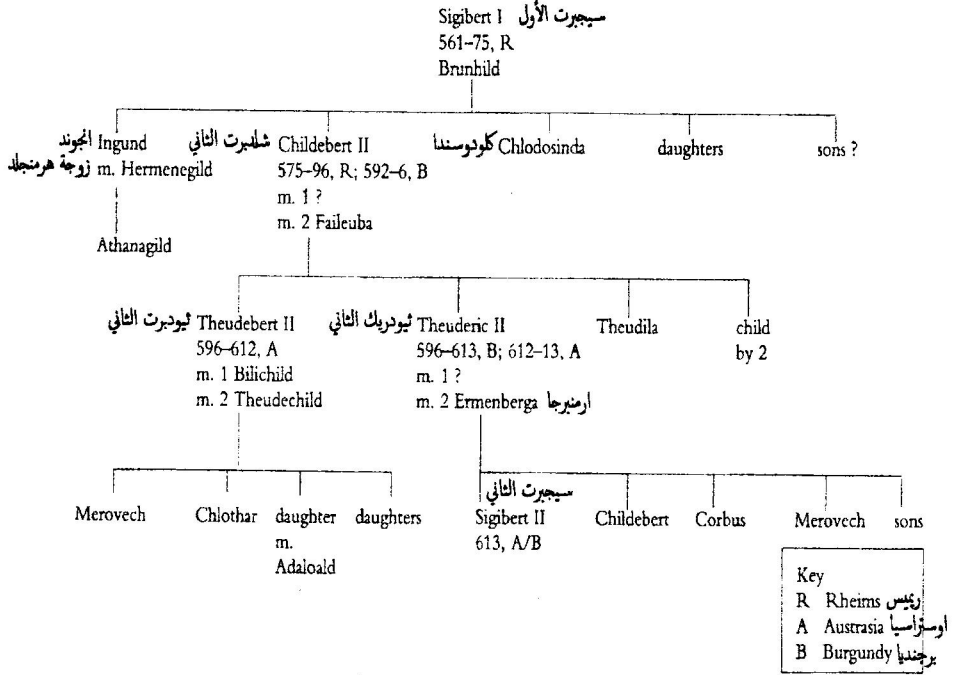 Sigibert I سيجبرت الأول
561–75, R
Brunhild
انجوند Ingund
زوجة هرمنجلد m. Hermenegild
Athanagild
شلدبرت الثاني Childebert II
575–96, R; 592–6, B
m. 1 ?
m. 2 Faileuba
كلودوسندا Chlodosinda
daughters
sons ?
ثيودبرت الثاني Theudebert II
596–612, A
m. 1 Bilichild
m. 2 Theudechild
ثيودريك الثاني Theuderic II
596–613, B; 612–13, A
m. 1 ?
m. 2 Ermenberga ارمنبرجا
Theudila
child
by 2
Merovech
Chlothar
daughter
m.
Adaloald
daughters
سيجبرت الثاني
Sigibert II
613, A/B
Childebert
Corbus
Merovech
sons
Key
R Rheims ريميس
A Austrasia اوستراسيا
B Burgundy برجنديا